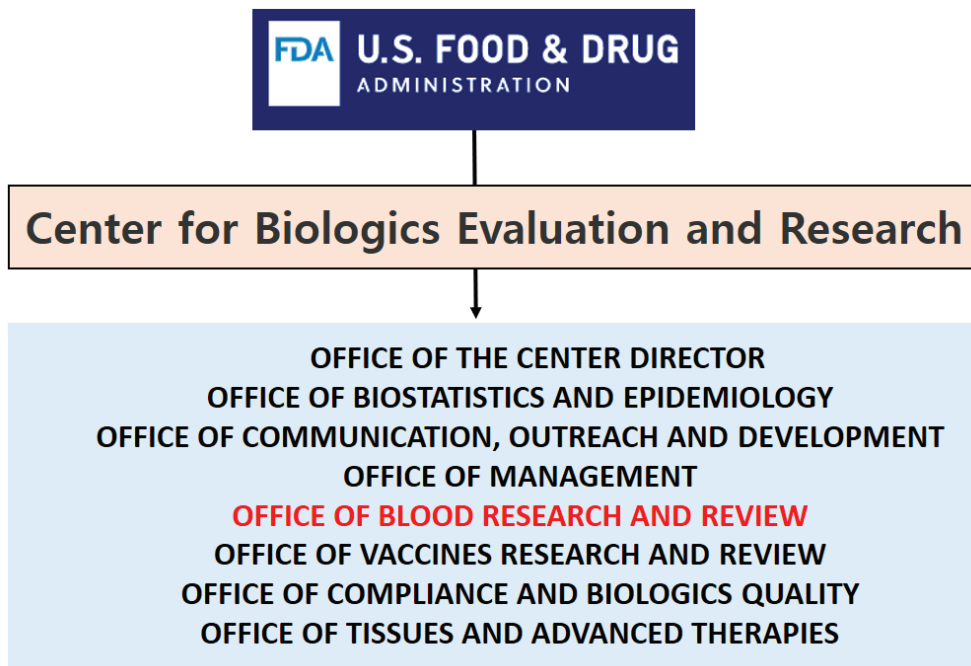 FDA U.S. FOOD & DRUG
ADMINISTRATION
Center for Biologics Evaluation and Research
OFFICE OF THE CENTER DIRECTOR
OFFICE OF BIOSTATISTICS AND EPIDEMIOLOGY
OFFICE OF COMMUNICATION, OUTREACH AND DEVELOPMENT
OFFICE OF MANAGEMENT
OFFICE OF BLOOD RESEARCH AND REVIEW
OFFICE OF VACCINES RESEARCH AND REVIEW
OFFICE OF COMPLIANCE AND BIOLOGICS QUALITY
OFFICE OF TISSUES AND ADVANCED THERAPIES